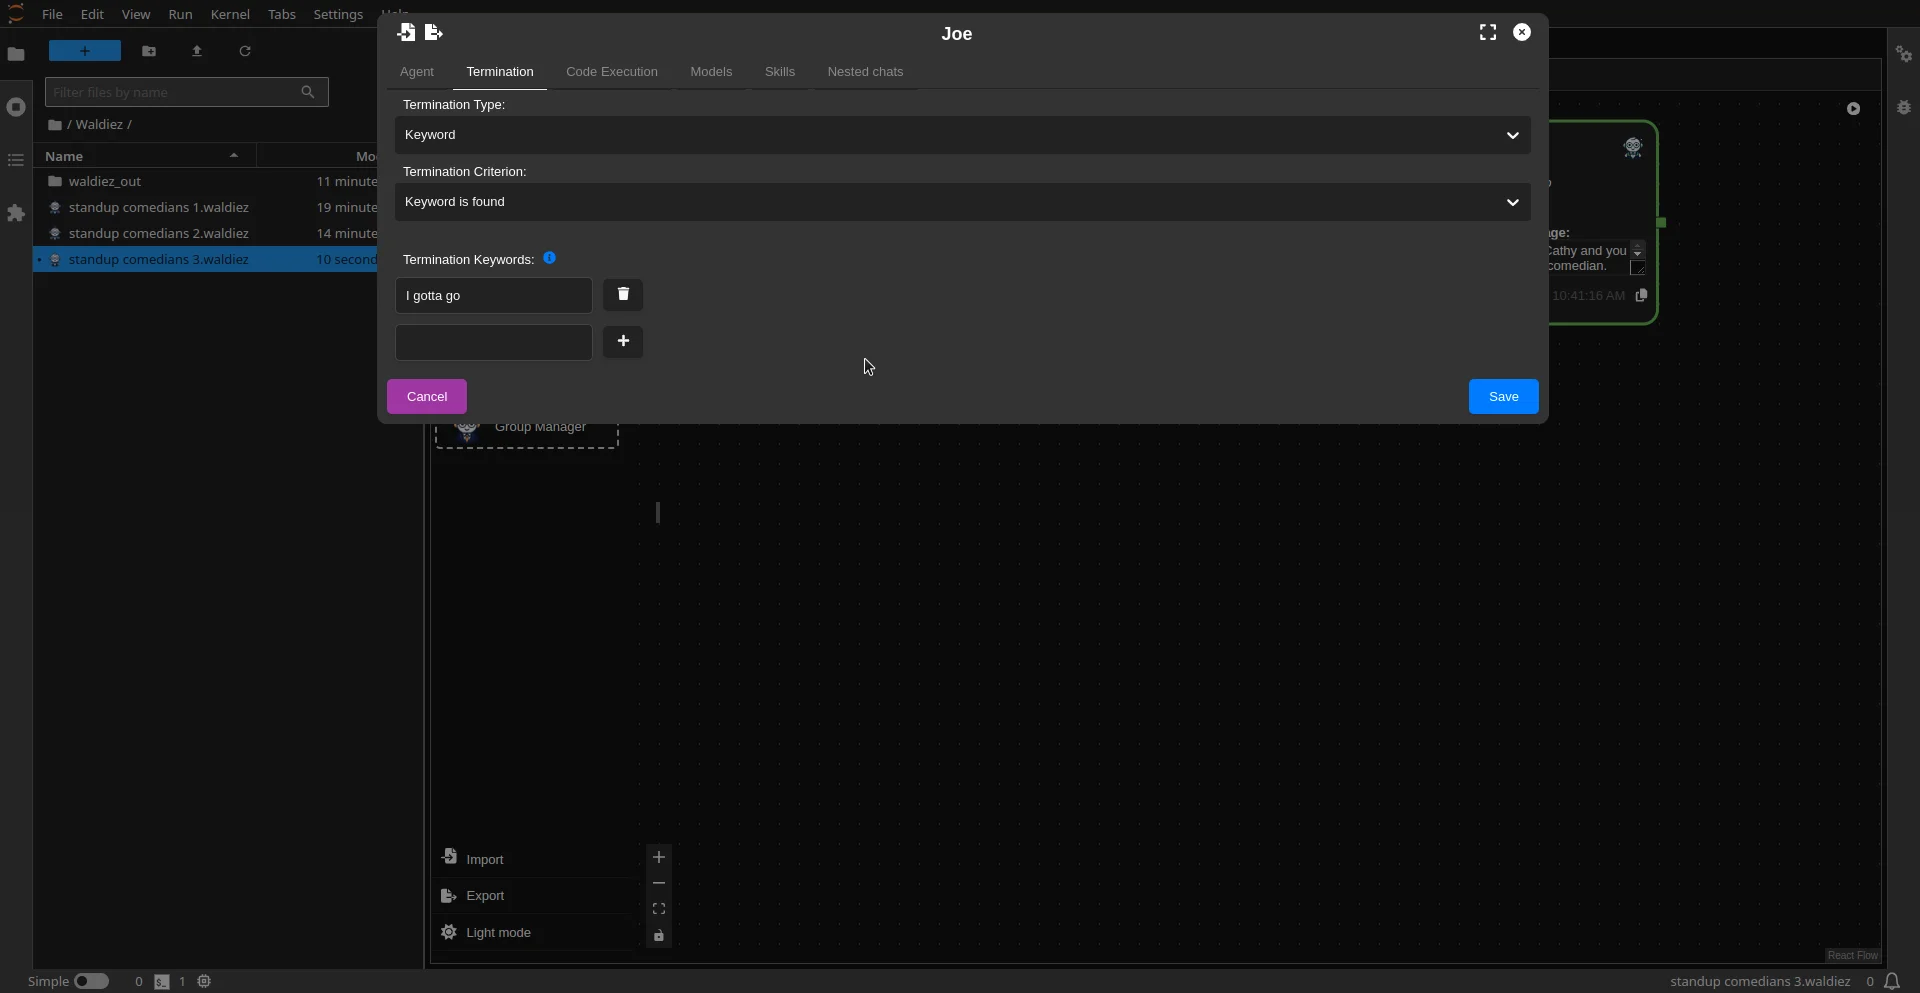 File Edit View Run Kernel Tabs Settings Help
Joe
Agent Termination Code Execution Models Skills Nested chats
Filter files by name
Termination Type:
Keyword
/ Waldiez /
Name
Termination Criterion:
Keyword is found
waldiez_out 11 minute
standup comedians 1.waldiez 19 minute
standup comedians 2.waldiez 14 minute
standup comedians 3.waldiez 10 second
age:
Cathy and you
comedian.
10:41:16 AM
Termination Keywords:
I gotta go
Cancel
Save
Group Manager
Import
Export
Light mode
React Flow
Simple 0 1
standup comedians 3.waldiez 0